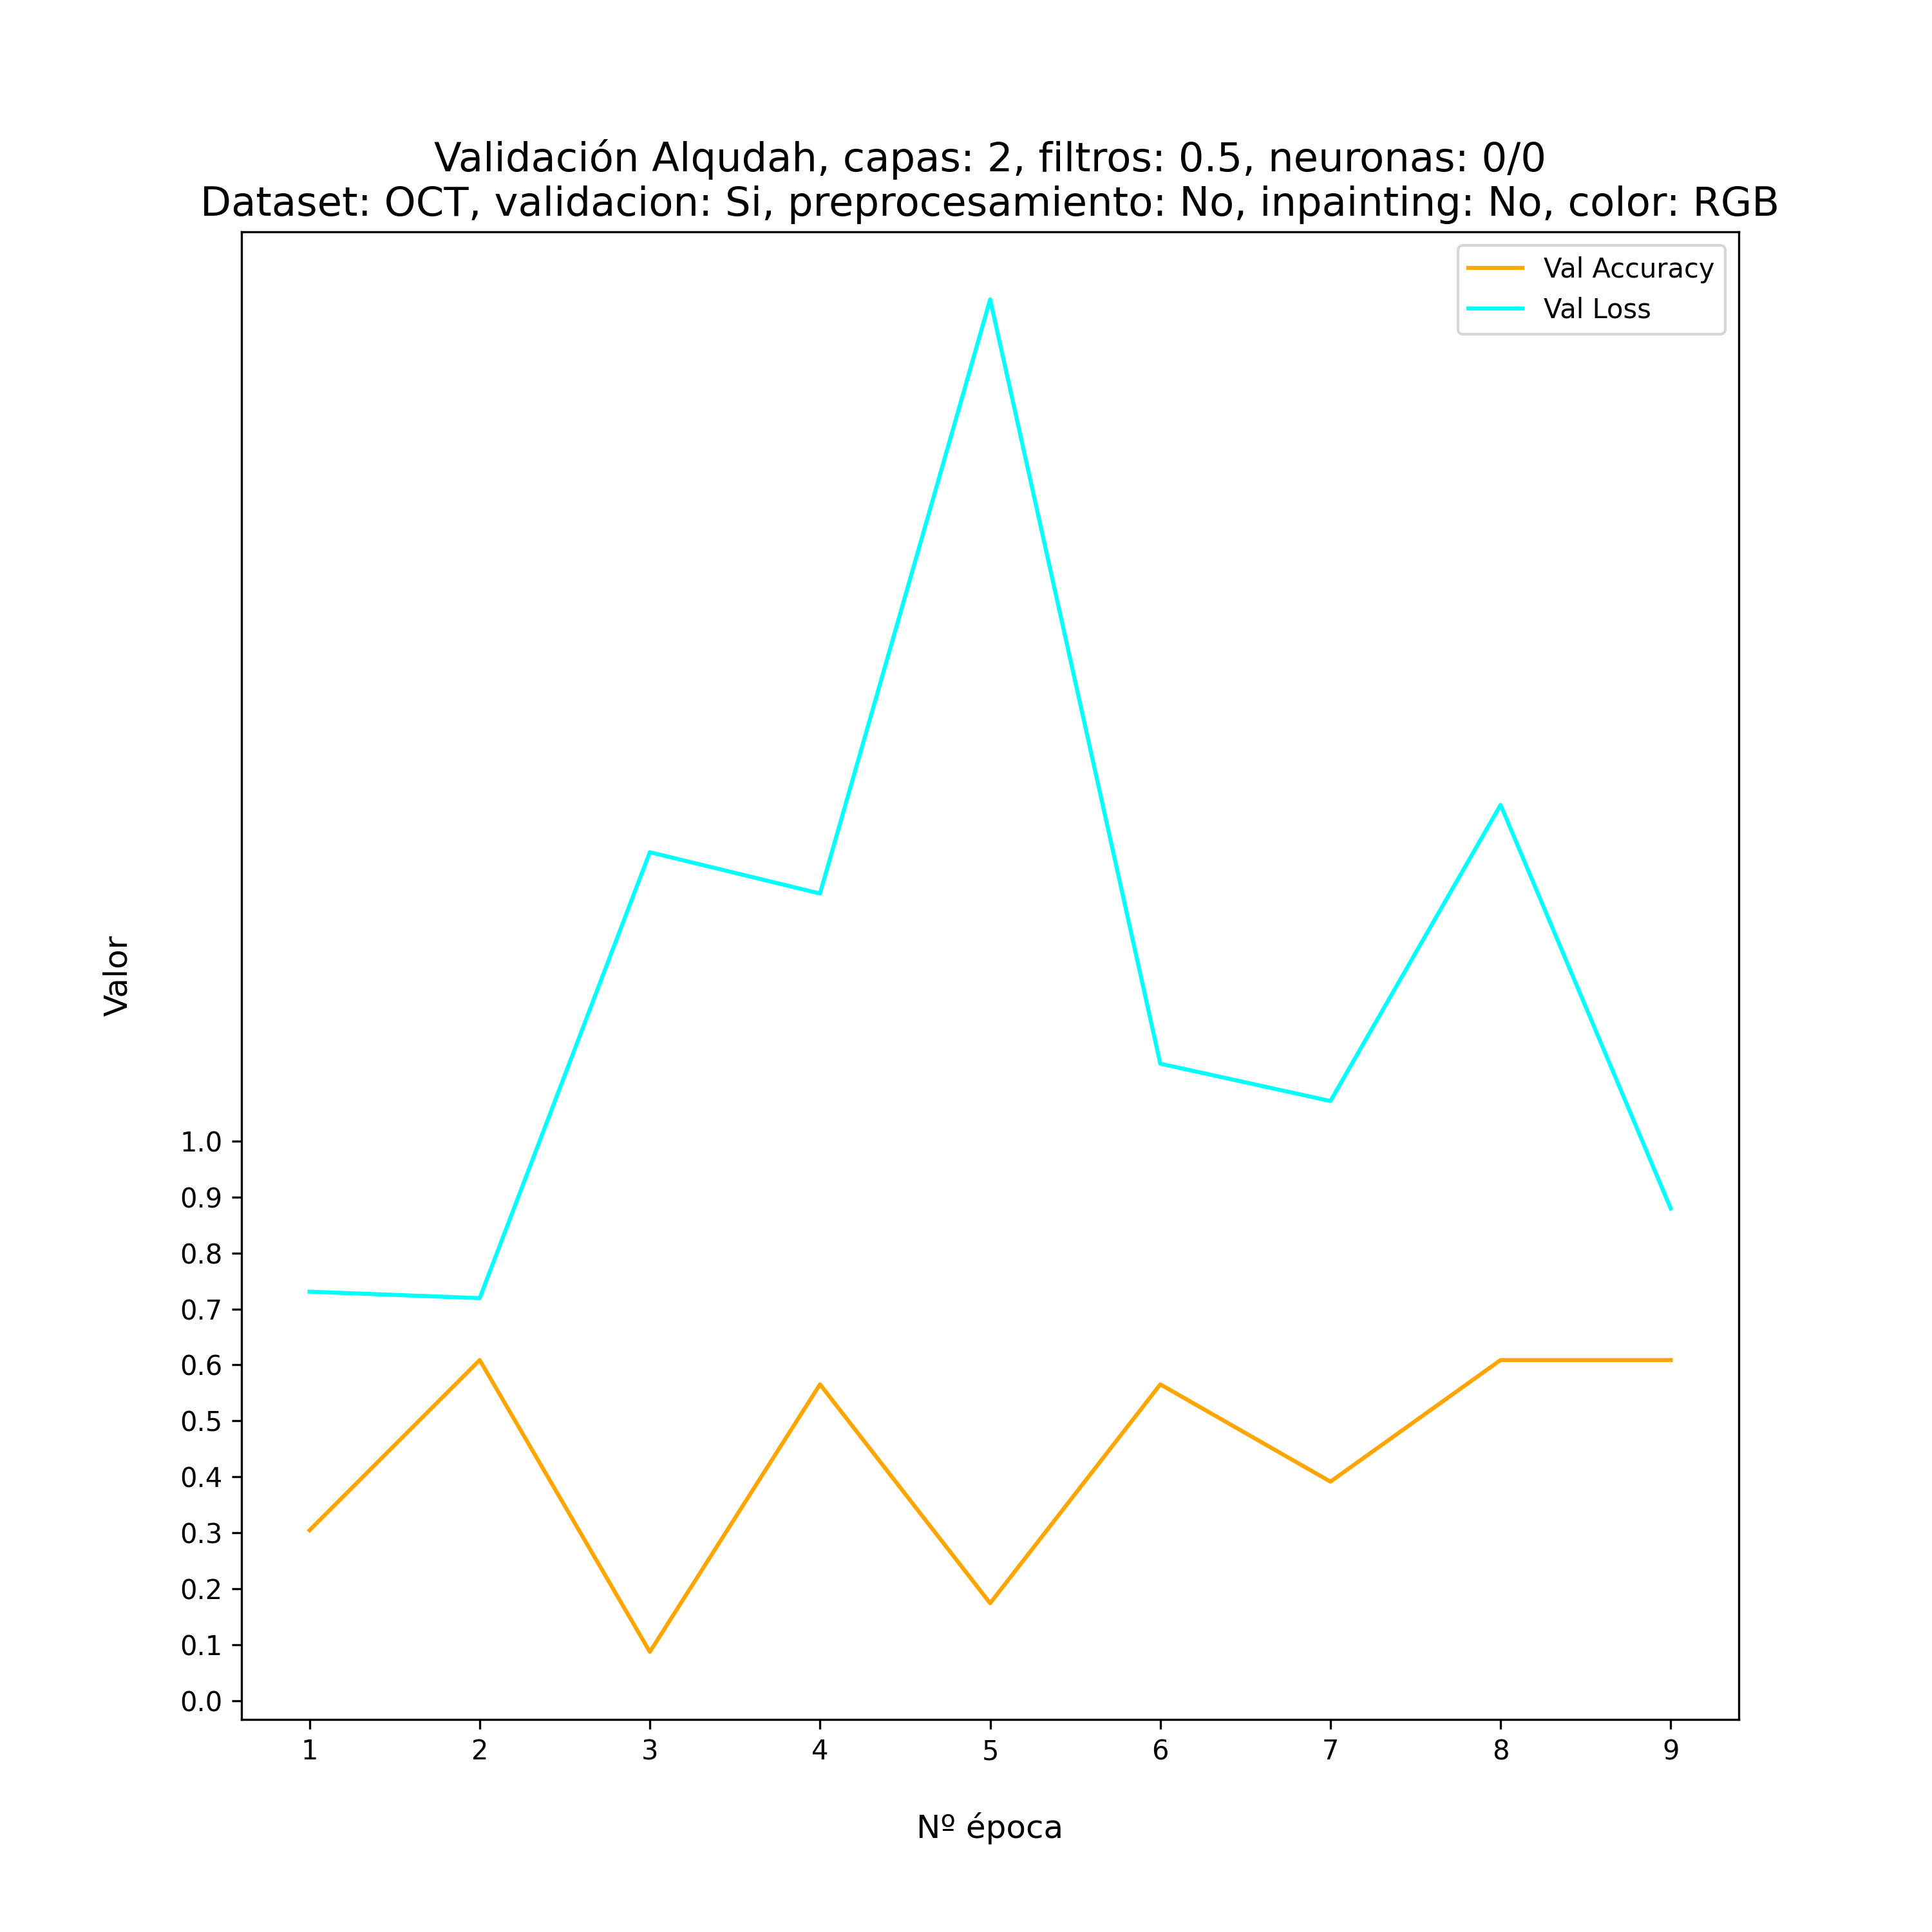 Validación Alqudah, capas: 2, filtros: 0.5, neuronas: 0/0
Dataset: OCT, validacion: Si, preprocesamiento: No, inpainting: No, color: RGB
Val Accuracy
Val Loss
Valor
1.0
0.9
0.8
0.7
0.6
0.5
0.4
0.3
0.2
0.1
0.0
1 2 3 4 5 6 7 8 9
Nº época